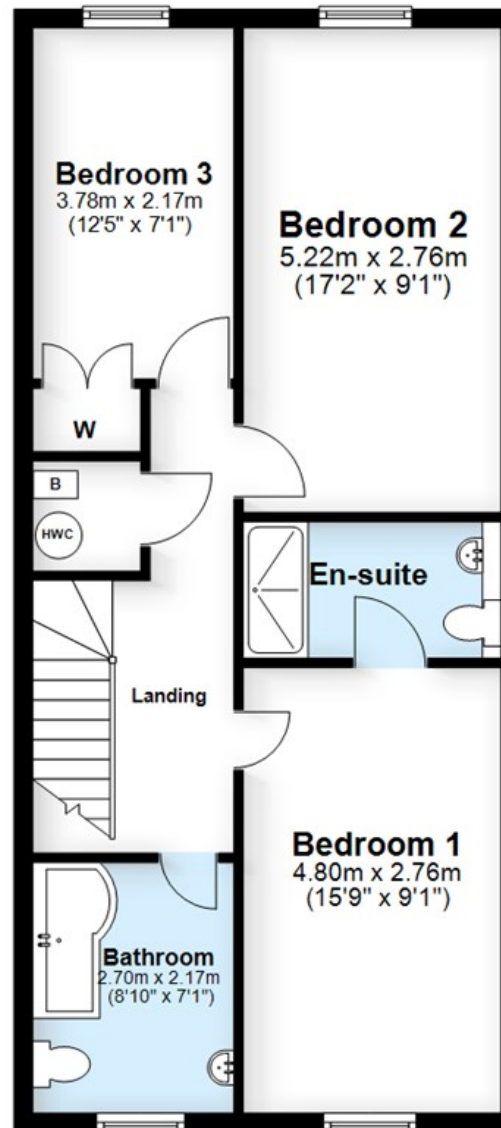 Bedroom 3
3.78m x 2.17m
(12'5" x 7'1")
Bedroom 2
5.22m x 2.76m
(17'2" x 9'1")
W
B
HWC
En-suite
Landing
Bedroom 1
4.80m x 2.76m
(15'9" x 9'1")
Bathroom
2.70m x 2.17m
(8'10" x 7'1")